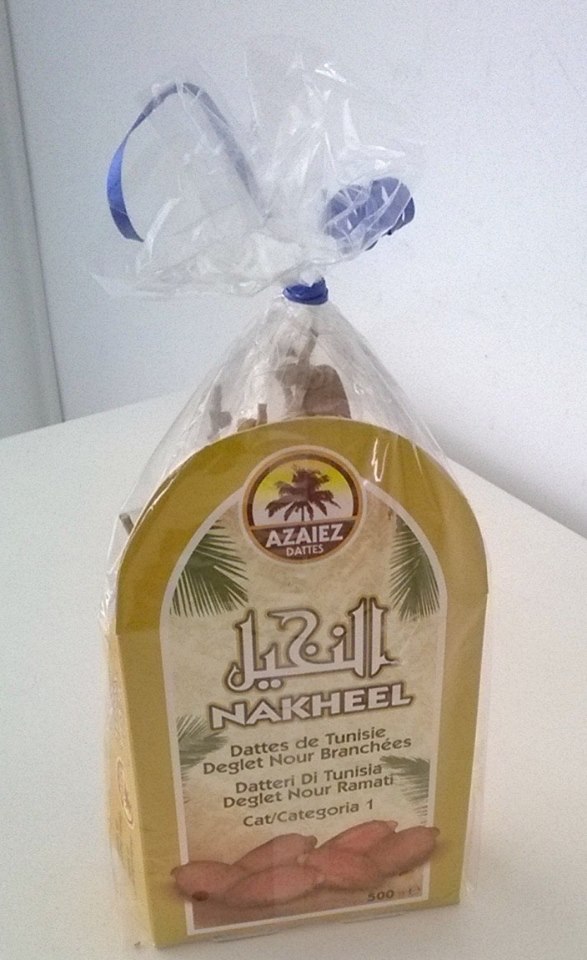 AZAIEZ
DATTES
النخيل
NAKHEEL
Dattes de Tunisie
Deglet Nour Branchées
Datteri Di Tunisia
Deglet Nour Ramati
Cat/Categoria 1
500 g ℮